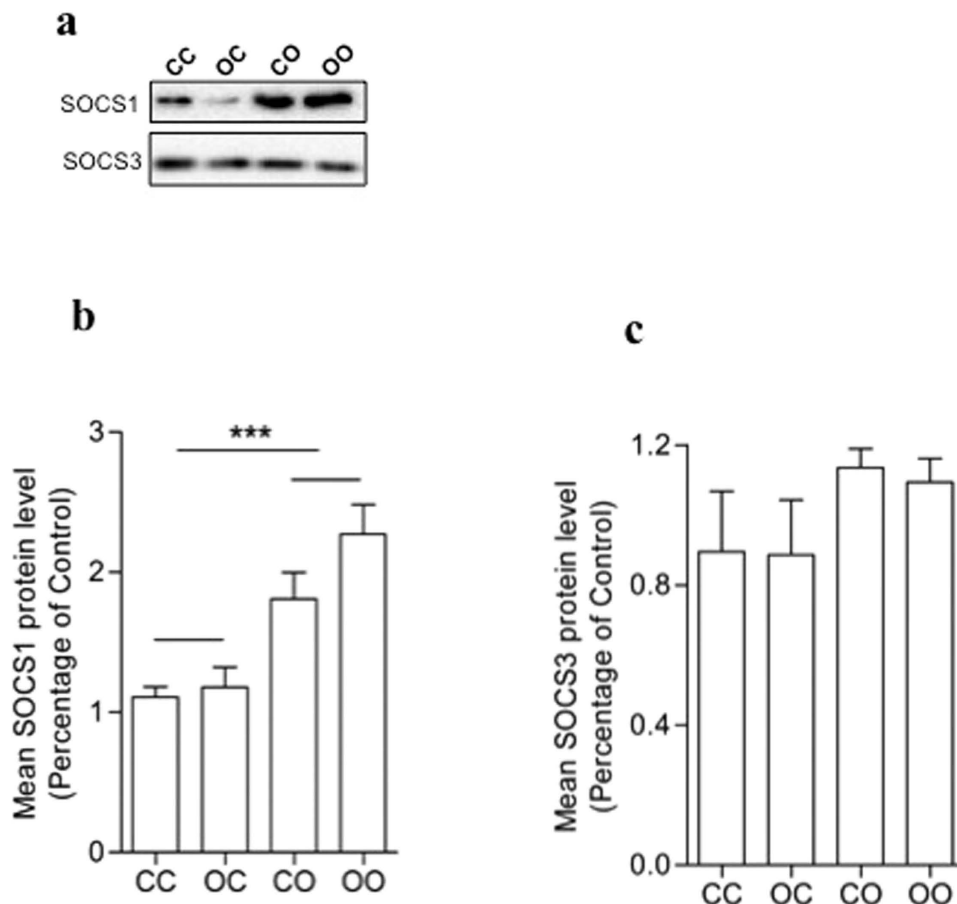 a
CC OC CO OO
SOCS1
SOCS3
b
Mean SOCS1 protein level
(Percentage of Control)
3
2
1
0
***
CC OC CO OO
c
Mean SOCS3 protein level
(Percentage of Control)
1.2
0.8
0.4
0.0
CC OC CO OO